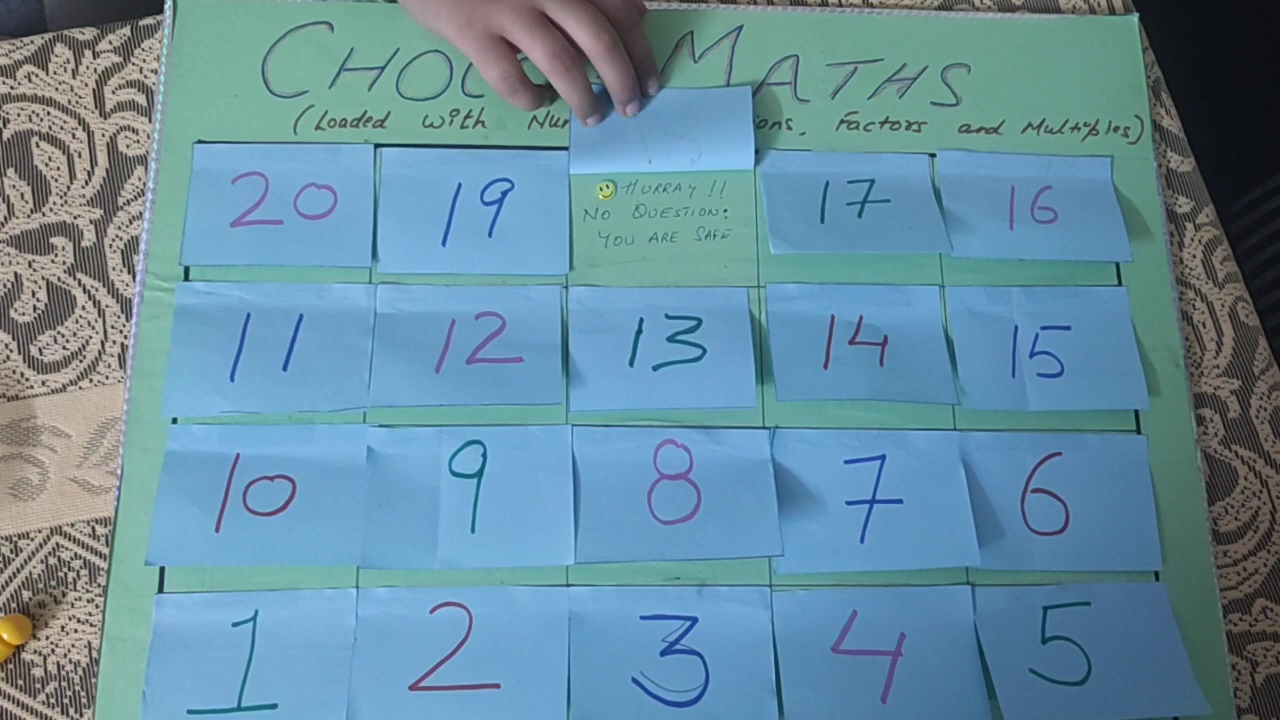 CHOC MATHS
(Loaded with Num ons, Factors and Multiples)
20 19 HURRAY !! 17 16
NO QUESTION:
YOU ARE SAFE
11 12 13 14 15
10 9 8 7 6
1 2 3 4 5